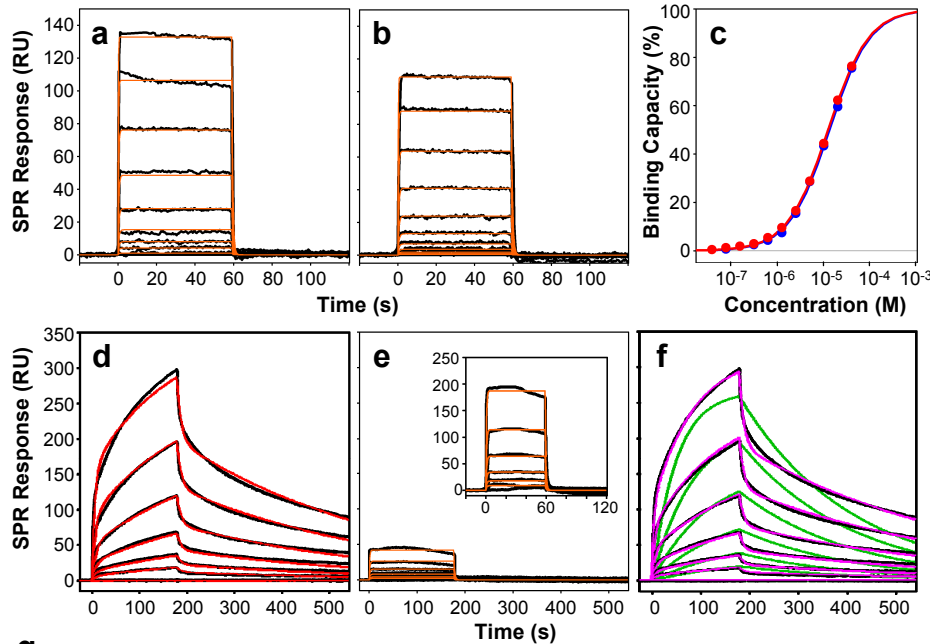 a
b
c
SPR Response (RU)
140
120
100
80
60
40
20
0
0 20 40 60 80 100
0 20 40 60 80 100
Time (s)
Binding Capacity (%)
100
80
60
40
20
0
10-7 10-6 10-5 10-4 10-3
Concentration (M)
d
e
f
SPR Response (RU)
350
300
250
200
150
100
50
0
0 100 200 300 400 500
250
200
150
100
50
0
0 60 120
0 100 200 300 400 500
0 100 200 300 400 500
Time (s)